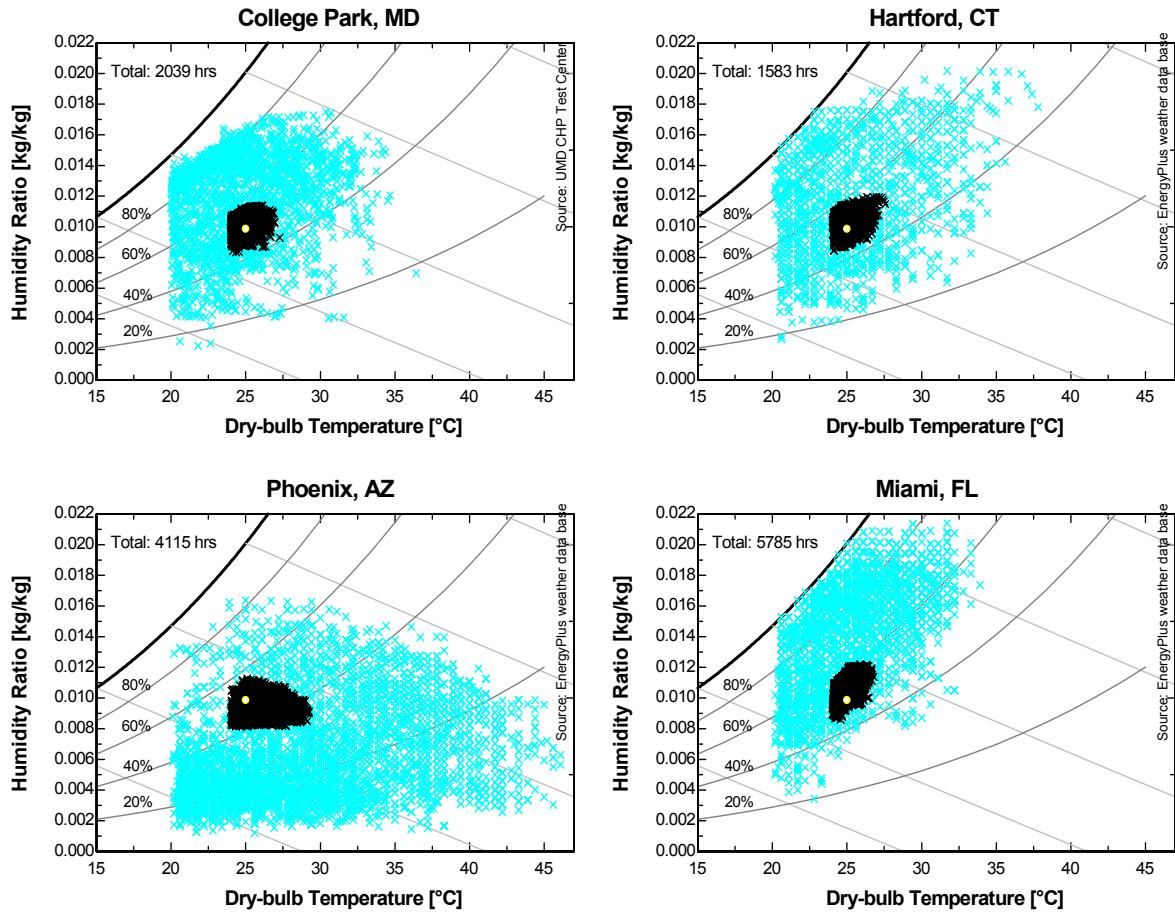 College Park, MD
Humidity Ratio [kg/kg]
0.022
0.020
0.018
0.016
0.014
0.012
0.010
0.008
0.006
0.004
0.002
0.000
Total: 2039 hrs
80%
60%
40%
20%
Source: UMD CHP Test Center
15 20 25 30 35 40 45
Dry-bulb Temperature [°C]
Hartford, CT
Humidity Ratio [kg/kg]
0.022
0.020
0.018
0.016
0.014
0.012
0.010
0.008
0.006
0.004
0.002
0.000
Total: 1583 hrs
80%
60%
40%
20%
Source: EnergyPlus weather data base
15 20 25 30 35 40 45
Dry-bulb Temperature [°C]
Phoenix, AZ
Humidity Ratio [kg/kg]
0.022
0.020
0.018
0.016
0.014
0.012
0.010
0.008
0.006
0.004
0.002
0.000
Total: 4115 hrs
80%
60%
40%
20%
Source: EnergyPlus weather data base
15 20 25 30 35 40 45
Dry-bulb Temperature [°C]
Miami, FL
Humidity Ratio [kg/kg]
0.022
0.020
0.018
0.016
0.014
0.012
0.010
0.008
0.006
0.004
0.002
0.000
Total: 5785 hrs
80%
60%
40%
20%
Source: EnergyPlus weather data base
15 20 25 30 35 40 45
Dry-bulb Temperature [°C]